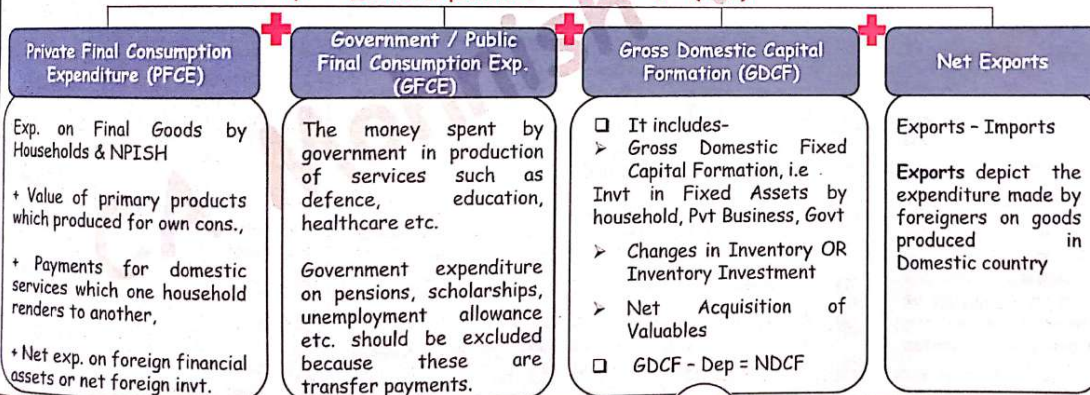 Private Final Consumption
Expenditure (PFCE)
Government / Public
Final Consumption Exp.
(GFCE)
Gross Domestic Capital
Formation (GDCF)
Net Exports
Exp. on Final Goods by
Households & NPISH
+ Value of primary products
which produced for own cons.,
+ Payments for domestic
services which one household
renders to another,
+ Net exp. on foreign financial
assets or net foreign invt.
The money spent by
government in production
of services such as
defence, education,
healthcare etc.
Government expenditure
on pensions, scholarships,
unemployment allowance
etc. should be excluded
because these are
transfer payments.
❑ It includes-
➢ Gross Domestic Fixed
Capital Formation, i.e
Invt in Fixed Assets by
household, Pvt Business, Govt
➢ Changes in Inventory OR
Inventory Investment
➢ Net Acquisition of
Valuables
❑ GDCF - Dep = NDCF
Exports - Imports
Exports depict the
expenditure made by
foreigners on goods
produced in
Domestic country